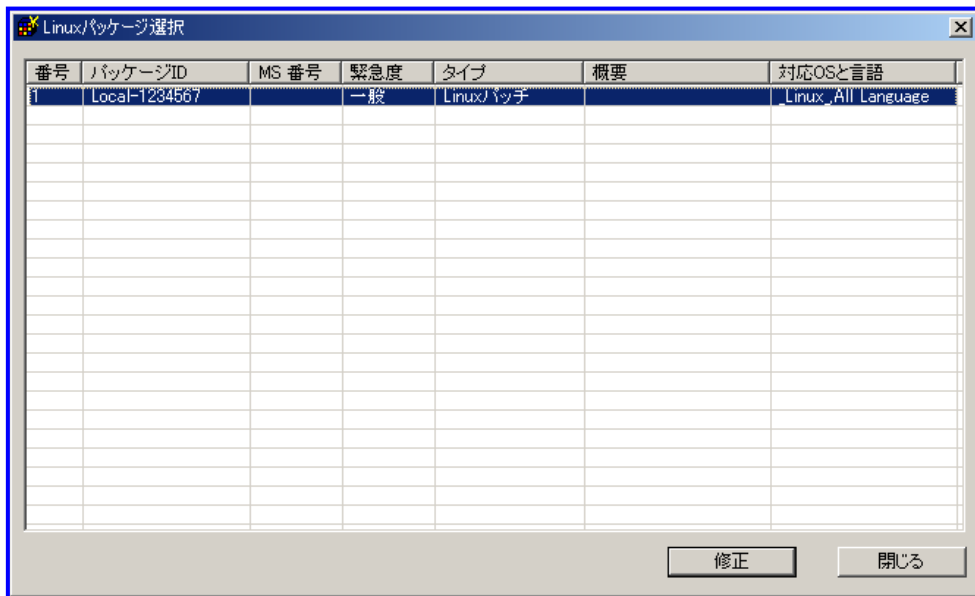 Linuxパッケージ選択
番号 パッケージID MS 番号 緊急度 タイプ 概要 対応OSと言語
1 Local-1234567 一般 Linuxパッチ _Linux_All Language
修正 閉じる